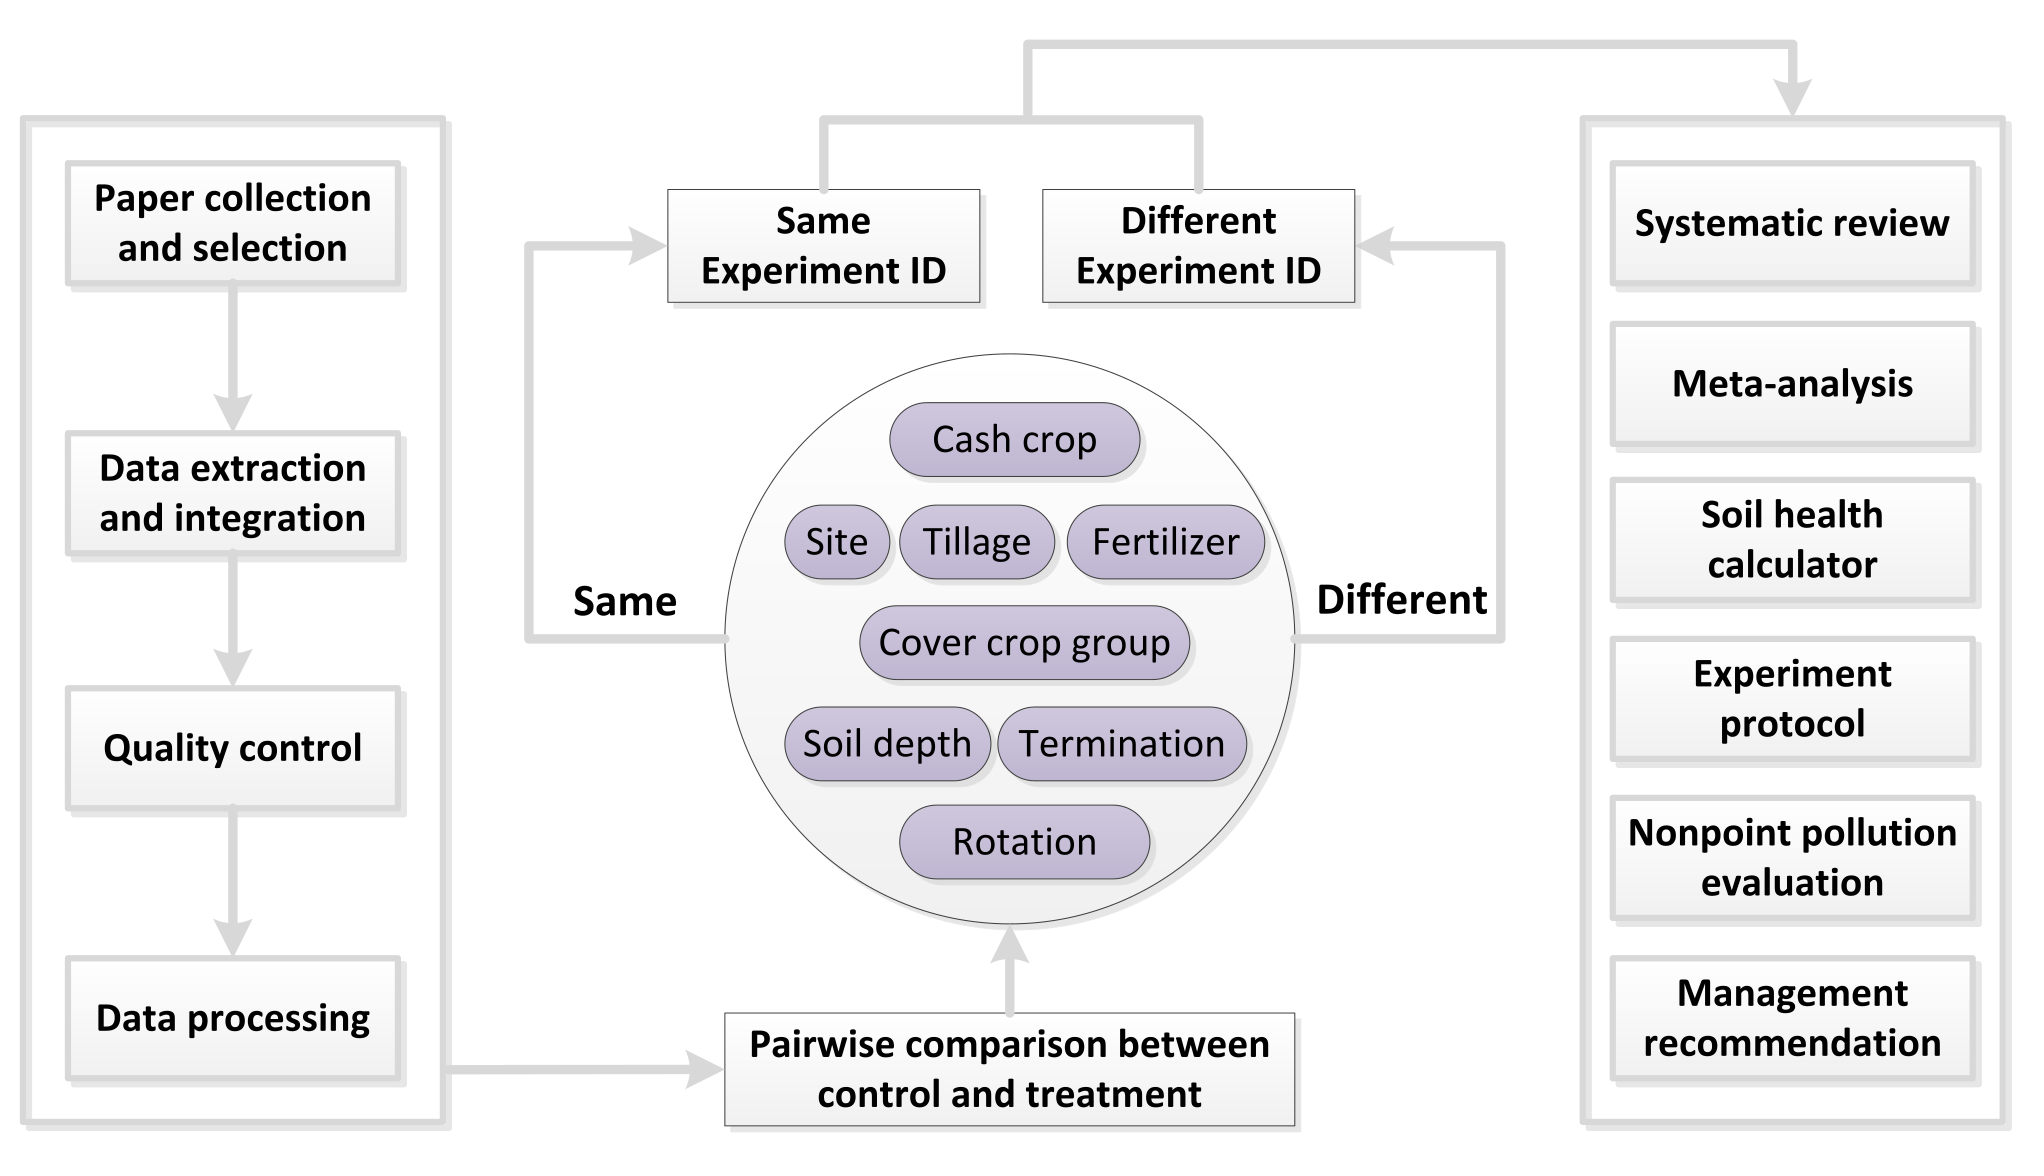 Paper collection
and selection
Data extraction
and integration
Quality control
Data processing
Same
Experiment ID
Different
Experiment ID
Cash crop
Site
Tillage
Fertilizer
Same
Different
Cover crop group
Soil depth
Termination
Rotation
Pairwise comparison between
control and treatment
Systematic review
Meta-analysis
Soil health
calculator
Experiment
protocol
Nonpoint pollution
evaluation
Management
recommendation